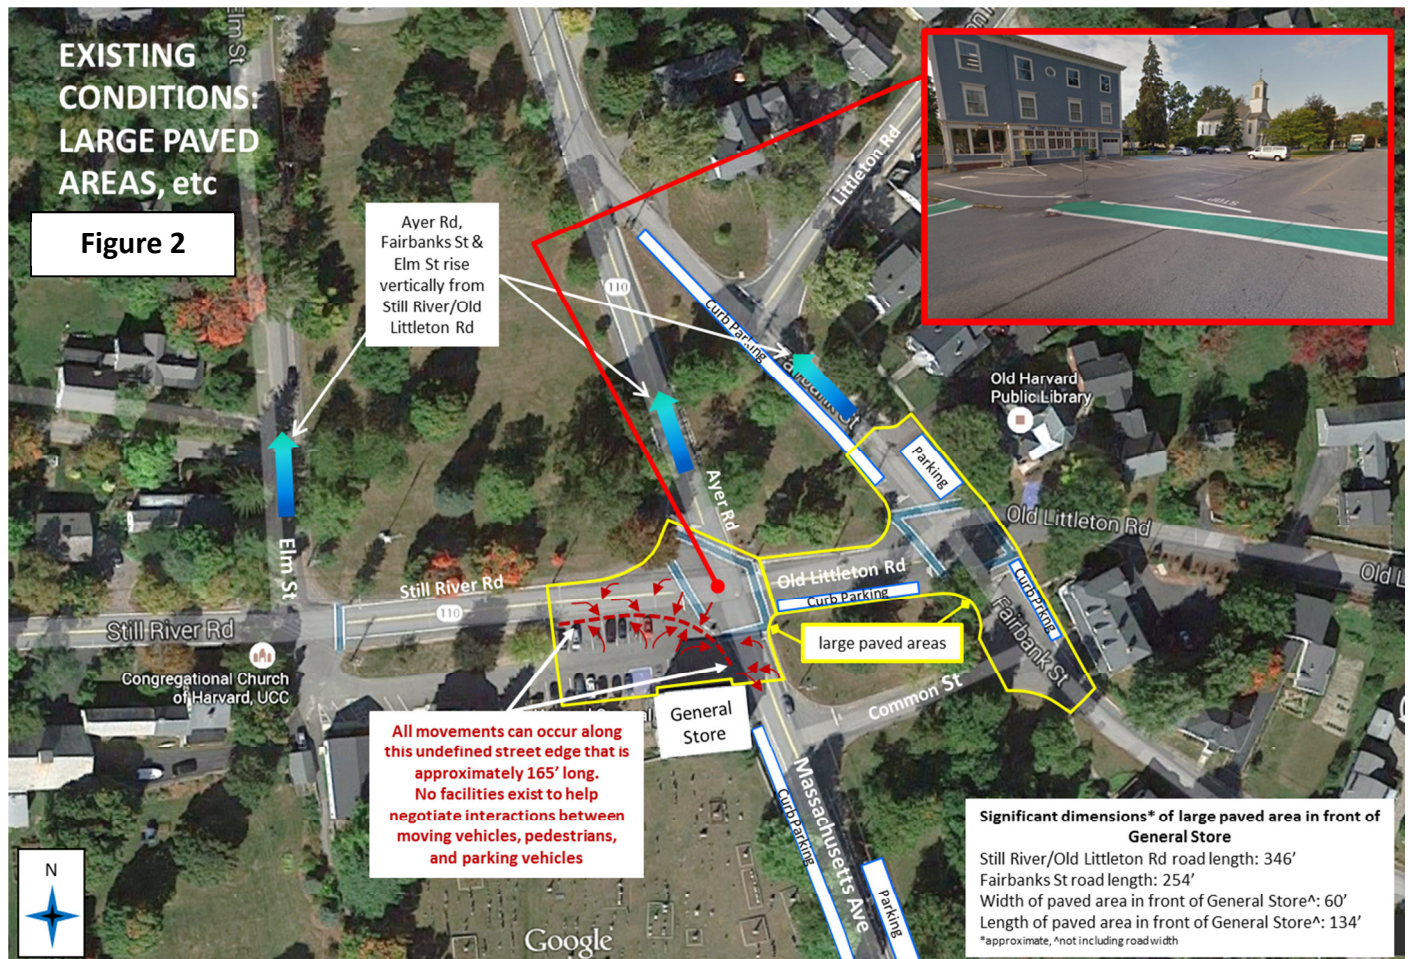 EXISTING
CONDITIONS:
LARGE PAVED
AREAS, etc
Figure 2
Elm St
Ayer Rd,
Fairbanks St &
Elm St rise
vertically from
Still River/Old
Littleton Rd
110
Littleton Rd
STOP
Curb Parking
Fairbank St
Old Harvard
Public Library
Parking
Ayer Rd
Old Littleton Rd
Old L
Elm St
Still River Rd
110
Still River Rd
Old Littleton Rd
Curb Parking
Curb Prkng
Fairbank St
large paved areas
Congregational Church
of Harvard, UCC
Common St
General
Store
All movements can occur along
this undefined street edge that is
approximately 165' long.
No facilities exist to help
negotiate interactions between
moving vehicles, pedestrians,
and parking vehicles
Curb Parking
Massachusetts Ave
Parking
N
Google
Significant dimensions* of large paved area in front of
General Store
Still River/Old Littleton Rd road length: 346'
Fairbanks St road length: 254'
Width of paved area in front of General Store^: 60'
Length of paved area in front of General Store^: 134'
*approximate, ^not including road width